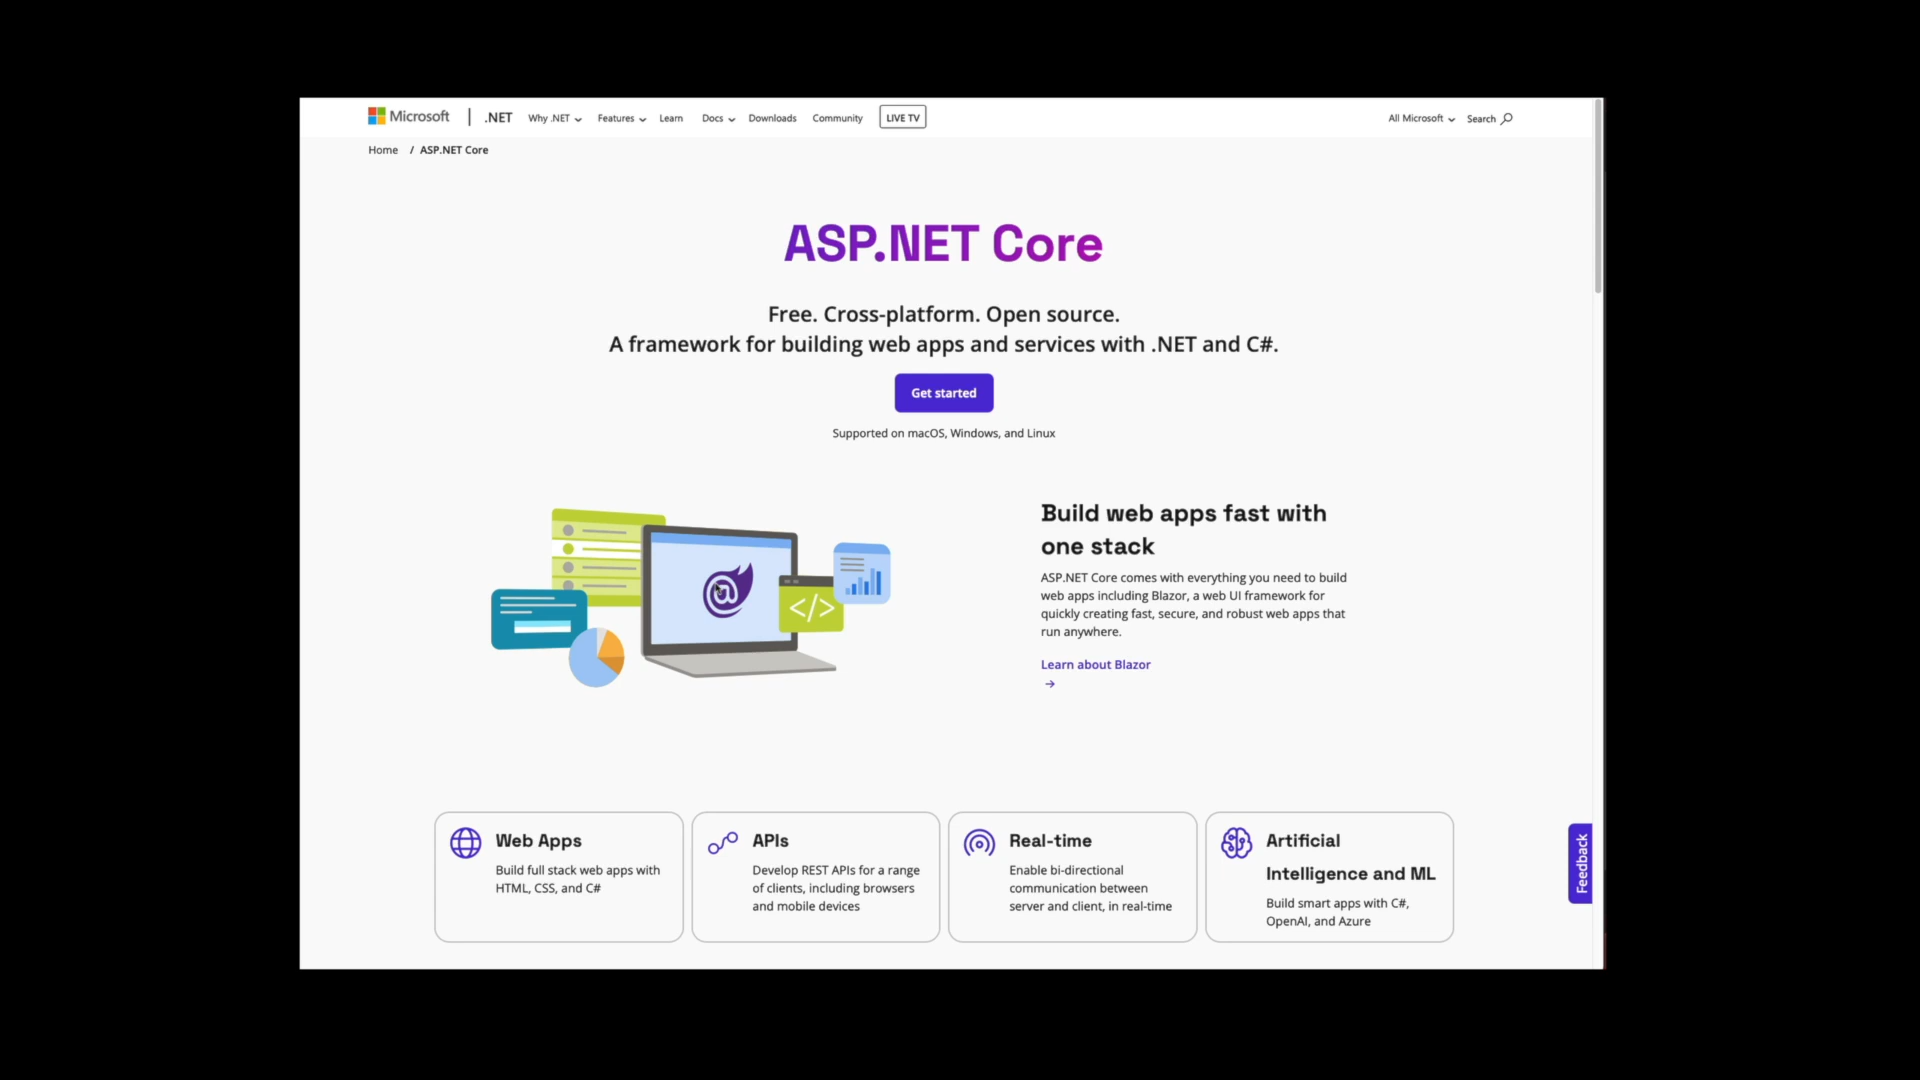 Microsoft | .NET Why .NET Features Learn Docs Downloads Community LIVE TV All Microsoft Search
Home / ASP.NET Core
ASP.NET Core
Free. Cross-platform. Open source.
A framework for building web apps and services with .NET and C#.
Get started
Supported on macOS, Windows, and Linux
@
</>
Build web apps fast with
one stack
ASP.NET Core comes with everything you need to build
web apps including Blazor, a web UI framework for
quickly creating fast, secure, and robust web apps that
run anywhere.
Learn about Blazor
→
Web Apps
Build full stack web apps with
HTML, CSS, and C#
APIs
Develop REST APIs for a range
of clients, including browsers
and mobile devices
Real-time
Enable bi-directional
communication between
server and client, in real-time
Artificial
Intelligence and ML
Build smart apps with C#,
OpenAI, and Azure
Feedback